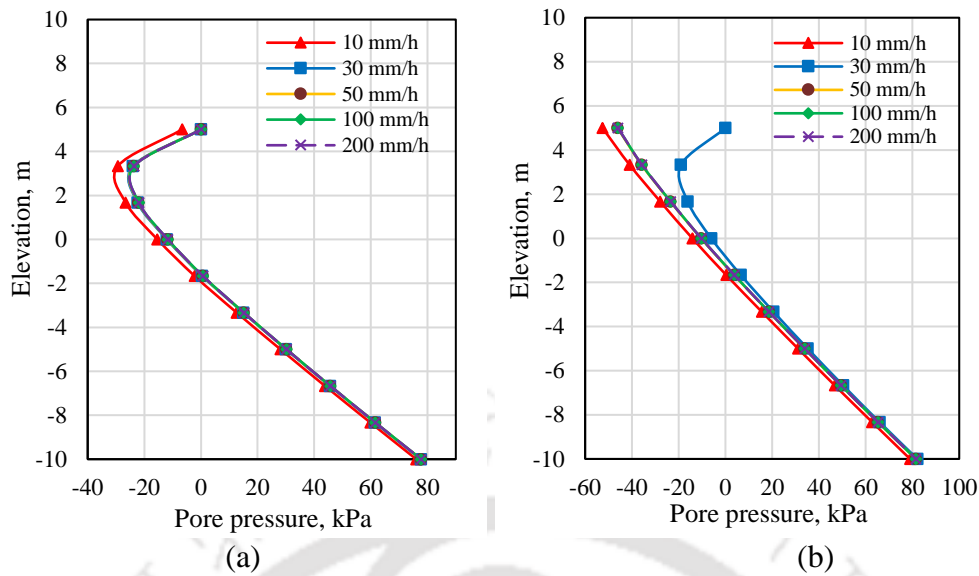 10
8
6
4
2
0
-2
-4
-6
-8
-10
Elevation, m
10 mm/h
30 mm/h
50 mm/h
100 mm/h
200 mm/h
-40 -20 0 20 40 60 80
Pore pressure, kPa
(a)
10
8
6
4
2
0
-2
-4
-6
-8
-10
Elevation, m
10 mm/h
30 mm/h
50 mm/h
100 mm/h
200 mm/h
-60 -40 -20 0 20 40 60 80 100
Pore pressure, kPa
(b)